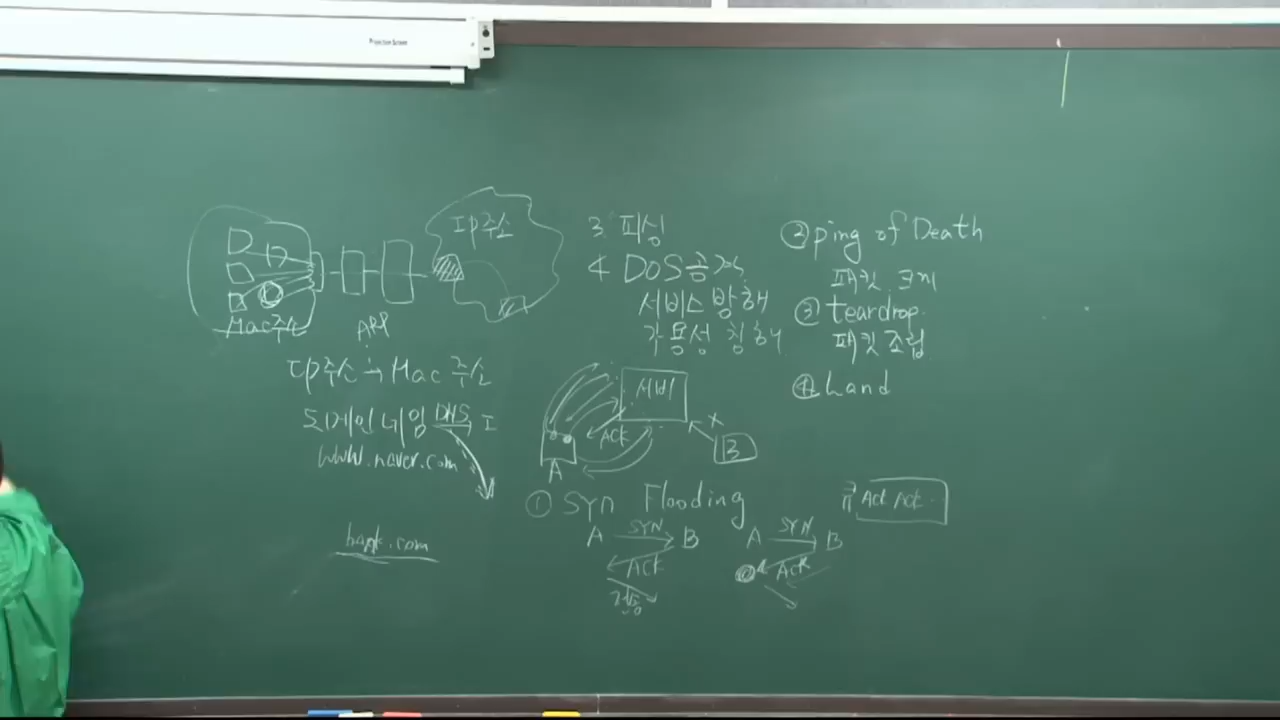 Projection Screen
IP주소
Mac주소
ARP
IP주소 ≒ Mac 주소
도메인 네임 DNS I
www.naver.com
bank.com
3. 피싱
4 DoS공격
서비스 방해
가용성 침해
서버
ACK
A
B
① Syn Flooding
A SYN B
ACK
A SYN B
ACK
큐 Ack Ack
② ping of Death
패킷 크기
③ teardrop.
패킷 조립
④ Land